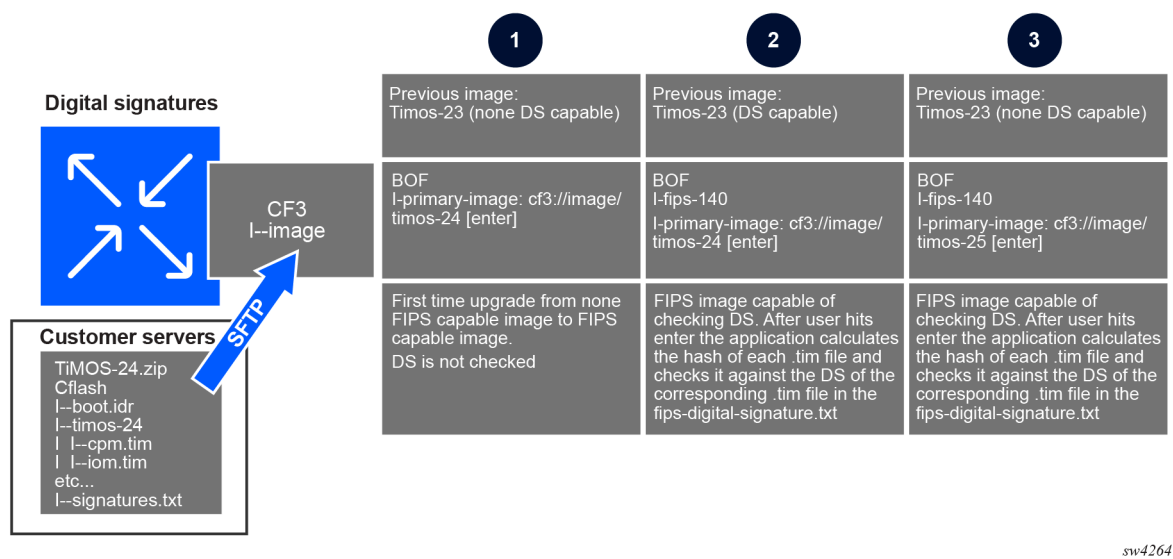 1
2
3
Digital signatures
CF3
I--image
SFTP
Customer servers
TiMOS-24.zip
Cflash
I--boot.idr
I--timos-24
I I--cpm.tim
I I--iom.tim
etc...
I--signatures.txt
Previous image:
Timos-23 (none DS capable)
BOF
I-primary-image: cf3://image/
timos-24 [enter]
First time upgrade from none
FIPS capable image to FIPS
capable image.
DS is not checked
Previous image:
Timos-23 (DS capable)
BOF
I-fips-140
I-primary-image: cf3://image/
timos-24 [enter]
FIPS image capable of
checking DS. After user hits
enter the application calculates
the hash of each .tim file and
checks it against the DS of the
corresponding .tim file in the
fips-digital-signature.txt
Previous image:
Timos-23 (none DS capable)
BOF
I-fips-140
I-primary-image: cf3://image/
timos-25 [enter]
FIPS image capable of
checking DS. After user hits
enter the application calculates
the hash of each .tim file and
checks it against the DS of the
corresponding .tim file in the
fips-digital-signature.txt
sw4264